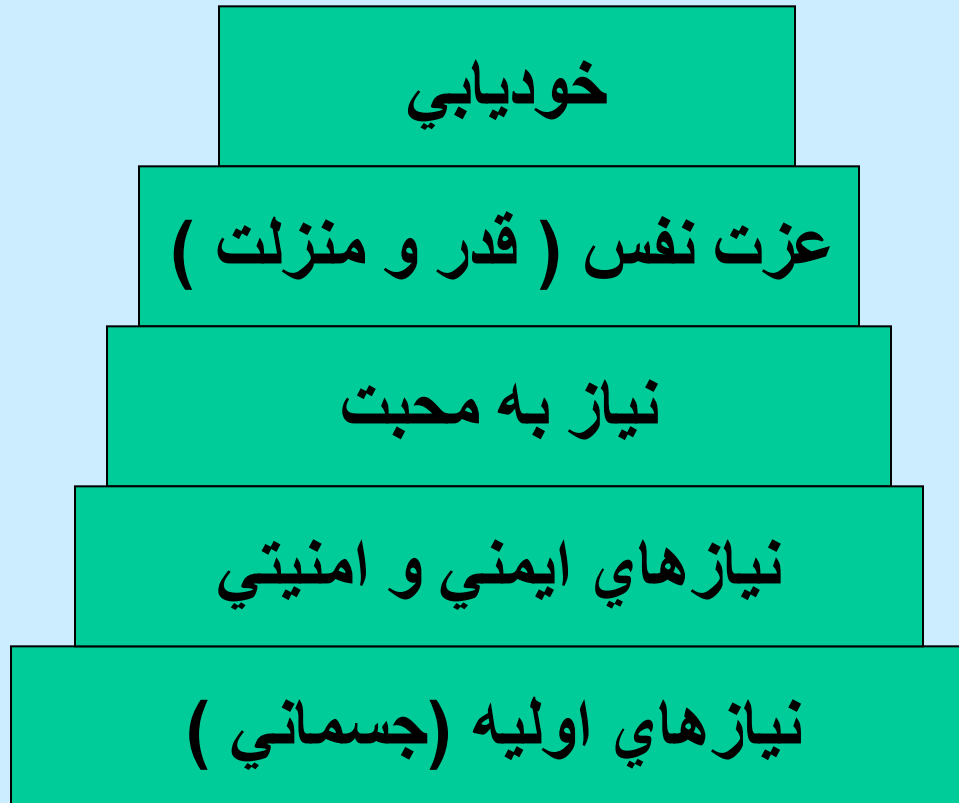 خوديابي
عزت نفس ( قدر و منزلت )
نياز به محبت
نيازهاي ايمني و امنيتي
نيازهاي اوليه (جسماني )